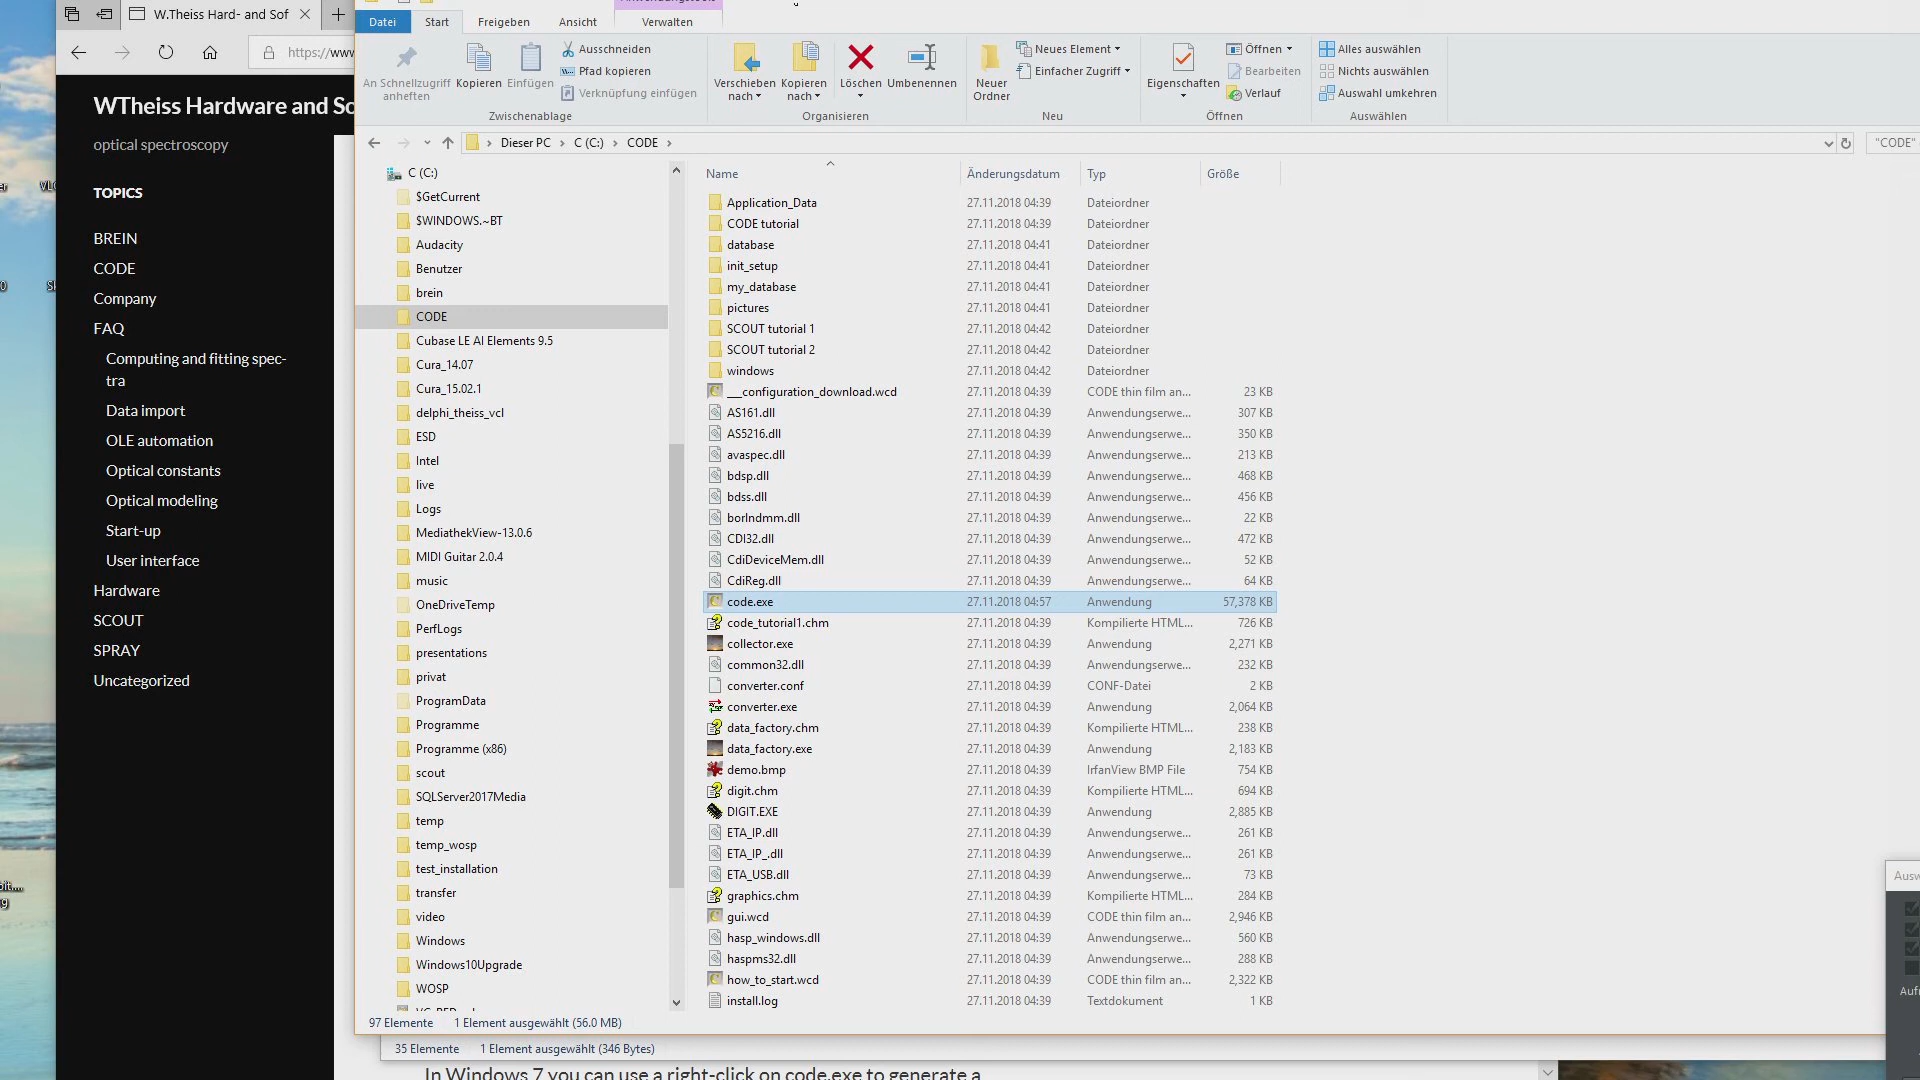 W.Theiss Hard- and Sof
https://www
WTheiss Hardware and So
optical spectroscopy
TOPICS
BREIN
CODE
Company
FAQ
Computing and fitting spec-
tra
Data import
OLE automation
Optical constants
Optical modeling
Start-up
User interface
Hardware
SCOUT
SPRAY
Uncategorized
Datei
Start
Freigeben
Ansicht
Verwalten
An Schnellzugriff
anheften
Kopieren
Einfügen
Ausschneiden
Pfad kopieren
Verknüpfung einfügen
Zwischenablage
Verschieben
nach
Kopieren
nach
Löschen
Umbenennen
Organisieren
Neuer
Ordner
Neues Element
Einfacher Zugriff
Neu
Eigenschaften
Öffnen
Bearbeiten
Verlauf
Öffnen
Alles auswählen
Nichts auswählen
Auswahl umkehren
Auswählen
Dieser PC > C (C:) > CODE >
"CODE"
C (C:)
$GetCurrent
$WINDOWS.~BT
Audacity
Benutzer
brein
CODE
Cubase LE AI Elements 9.5
Cura_14.07
Cura_15.02.1
delphi_theiss_vcl
ESD
Intel
live
Logs
MediathekView-13.0.6
MIDI Guitar 2.0.4
music
OneDriveTemp
PerfLogs
presentations
privat
ProgramData
Programme
Programme (x86)
scout
SQLServer2017Media
temp
temp_wosp
test_installation
transfer
video
Windows
Windows10Upgrade
WOSP
Name Änderungsdatum Typ Größe
Application_Data 27.11.2018 04:39 Dateiordner
CODE tutorial 27.11.2018 04:39 Dateiordner
database 27.11.2018 04:41 Dateiordner
init_setup 27.11.2018 04:41 Dateiordner
my_database 27.11.2018 04:41 Dateiordner
pictures 27.11.2018 04:41 Dateiordner
SCOUT tutorial 1 27.11.2018 04:42 Dateiordner
SCOUT tutorial 2 27.11.2018 04:42 Dateiordner
windows 27.11.2018 04:42 Dateiordner
__configuration_download.wcd 27.11.2018 04:39 CODE thin film an... 23 KB
AS161.dll 27.11.2018 04:39 Anwendungserwe... 307 KB
AS5216.dll 27.11.2018 04:39 Anwendungserwe... 350 KB
avaspec.dll 27.11.2018 04:39 Anwendungserwe... 213 KB
bdsp.dll 27.11.2018 04:39 Anwendungserwe... 468 KB
bdss.dll 27.11.2018 04:39 Anwendungserwe... 456 KB
borlndmm.dll 27.11.2018 04:39 Anwendungserwe... 22 KB
CDI32.dll 27.11.2018 04:39 Anwendungserwe... 472 KB
CdiDeviceMem.dll 27.11.2018 04:39 Anwendungserwe... 52 KB
CdiReg.dll 27.11.2018 04:39 Anwendungserwe... 64 KB
code.exe 27.11.2018 04:57 Anwendung 57,378 KB
code_tutorial1.chm 27.11.2018 04:39 Kompilierte HTML... 726 KB
collector.exe 27.11.2018 04:39 Anwendung 2,271 KB
common32.dll 27.11.2018 04:39 Anwendungserwe... 232 KB
converter.conf 27.11.2018 04:39 CONF-Datei 2 KB
converter.exe 27.11.2018 04:39 Anwendung 2,064 KB
data_factory.chm 27.11.2018 04:39 Kompilierte HTML... 238 KB
data_factory.exe 27.11.2018 04:39 Anwendung 2,183 KB
demo.bmp 27.11.2018 04:39 IrfanView BMP File 754 KB
digit.chm 27.11.2018 04:39 Kompilierte HTML... 694 KB
DIGIT.EXE 27.11.2018 04:39 Anwendung 2,885 KB
ETA_IP.dll 27.11.2018 04:39 Anwendungserwe... 261 KB
ETA_IP_.dll 27.11.2018 04:39 Anwendungserwe... 261 KB
ETA_USB.dll 27.11.2018 04:39 Anwendungserwe... 73 KB
graphics.chm 27.11.2018 04:39 Kompilierte HTML... 284 KB
gui.wcd 27.11.2018 04:39 CODE thin film an... 2,946 KB
hasp_windows.dll 27.11.2018 04:39 Anwendungserwe... 560 KB
haspms32.dll 27.11.2018 04:39 Anwendungserwe... 288 KB
how_to_start.wcd 27.11.2018 04:39 CODE thin film an... 2,322 KB
install.log 27.11.2018 04:39 Textdokument 1 KB
97 Elemente 1 Element ausgewählt (56.0 MB)
35 Elemente 1 Element ausgewählt (346 Bytes)
In Windows 7 you can use a right-click on code.exe to generate a
Ausw
Aufr